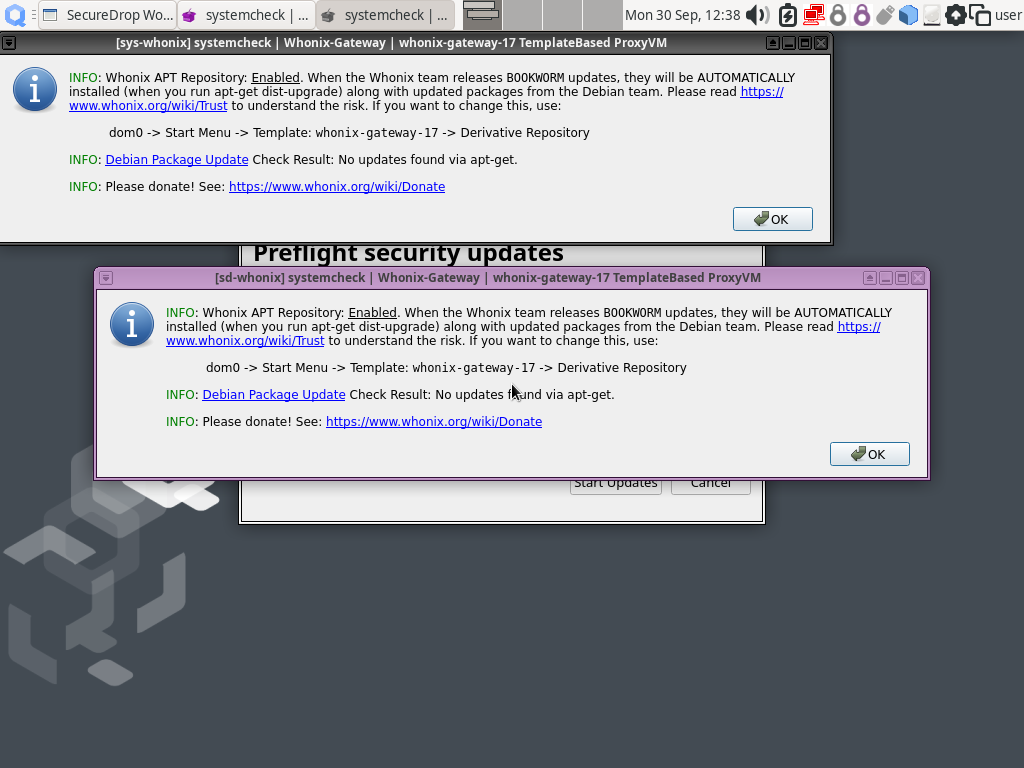 SecureDrop Wo...
systemcheck | ...
systemcheck | ...
Mon 30 Sep, 12:38
user
[sys-whonix] systemcheck | Whonix-Gateway | whonix-gateway-17 TemplateBased ProxyVM
INFO: Whonix APT Repository: Enabled. When the Whonix team releases BOOKWORM updates, they will be AUTOMATICALLY
installed (when you run apt-get dist-upgrade) along with updated packages from the Debian team. Please read https://
www.whonix.org/wiki/Trust to understand the risk. If you want to change this, use:
dom0 -> Start Menu -> Template: whonix-gateway-17 -> Derivative Repository
INFO: Debian Package Update Check Result: No updates found via apt-get.
INFO: Please donate! See: https://www.whonix.org/wiki/Donate
OK
Preflight security updates
[sd-whonix] systemcheck | Whonix-Gateway | whonix-gateway-17 TemplateBased ProxyVM
INFO: Whonix APT Repository: Enabled. When the Whonix team releases BOOKWORM updates, they will be AUTOMATICALLY
installed (when you run apt-get dist-upgrade) along with updated packages from the Debian team. Please read https://
www.whonix.org/wiki/Trust to understand the risk. If you want to change this, use:
dom0 -> Start Menu -> Template: whonix-gateway-17 -> Derivative Repository
INFO: Debian Package Update Check Result: No updates found via apt-get.
INFO: Please donate! See: https://www.whonix.org/wiki/Donate
OK
Start Updates
Cancel